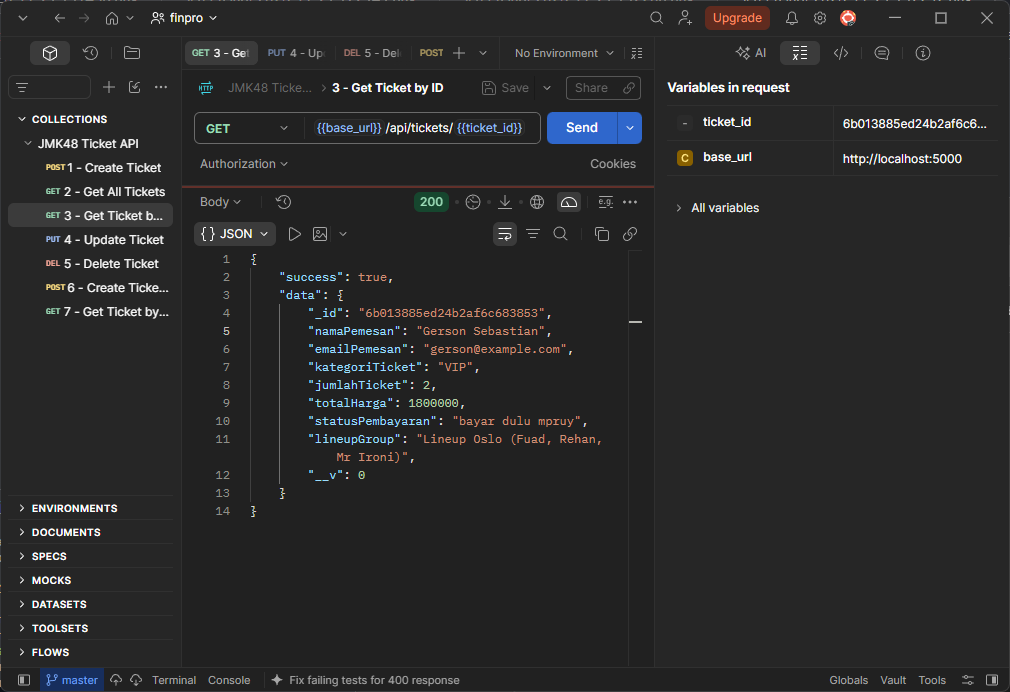 finpro
Upgrade
GET 3 - Get
PUT 4 - Up
DEL 5 - Del
POST
No Environment
AI
JMK48 Ticke... > 3 - Get Ticket by ID
Save
Share
Variables in request
COLLECTIONS
JMK48 Ticket API
POST 1 - Create Ticket
GET 2 - Get All Tickets
GET 3 - Get Ticket b...
PUT 4 - Update Ticket
DEL 5 - Delete Ticket
POST 6 - Create Ticke...
GET 7 - Get Ticket by...
GET
{{base_url}} /api/tickets/ {{ticket_id}}
Send
Authorization
Cookies
ticket_id
6b013885ed24b2af6c6...
C base_url
http://localhost:5000
All variables
Body
200
e.g.
{} JSON
1 {
2 "success": true,
3 "data": {
4 "_id": "6b013885ed24b2af6c683853",
5 "namaPemesan": "Gerson Sebastian",
6 "emailPemesan": "gerson@example.com",
7 "kategoriTicket": "VIP",
8 "jumlahTicket": 2,
9 "totalHarga": 1800000,
10 "statusPembayaran": "bayar dulu mpruy",
11 "lineupGroup": "Lineup Oslo (Fuad, Rehan,
Mr Ironi)",
12 "__v": 0
13 }
14 }
ENVIRONMENTS
DOCUMENTS
SPECS
MOCKS
DATASETS
TOOLSETS
FLOWS
master
Terminal
Console
Fix failing tests for 400 response
Globals
Vault
Tools